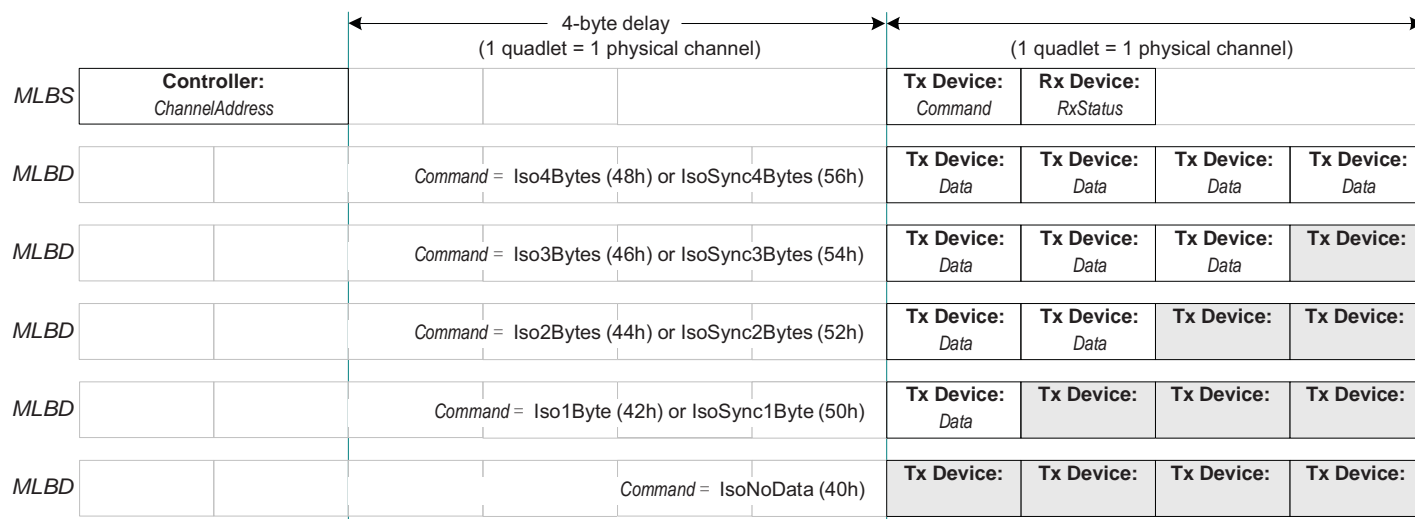 4-byte delay
(1 quadlet = 1 physical channel) (1 quadlet = 1 physical channel)
MLBS Controller: Tx Device: Rx Device:
ChannelAddress Command RxStatus
MLBD Command = Iso4Bytes (48h) or IsoSync4Bytes (56h) Tx Device: Tx Device: Tx Device: Tx Device:
Data Data Data Data
MLBD Command = Iso3Bytes (46h) or IsoSync3Bytes (54h) Tx Device: Tx Device: Tx Device: Tx Device:
Data Data Data
MLBD Command = Iso2Bytes (44h) or IsoSync2Bytes (52h) Tx Device: Tx Device: Tx Device: Tx Device:
Data Data
MLBD Command = Iso1Byte (42h) or IsoSync1Byte (50h) Tx Device: Tx Device: Tx Device: Tx Device:
Data
MLBD Command = IsoNoData (40h) Tx Device: Tx Device: Tx Device: Tx Device: